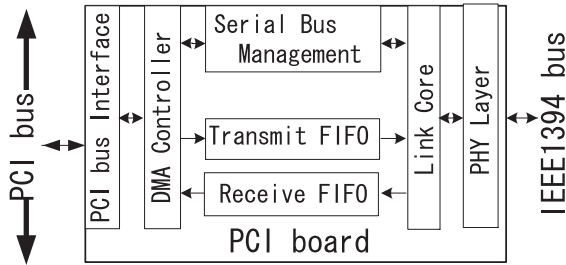 PCI bus
PCI bus Interface
DMA Controller
Serial Bus
Management
Transmit FIFO
Receive FIFO
Link Core
PHY Layer
IEEE1394 bus
PCI board